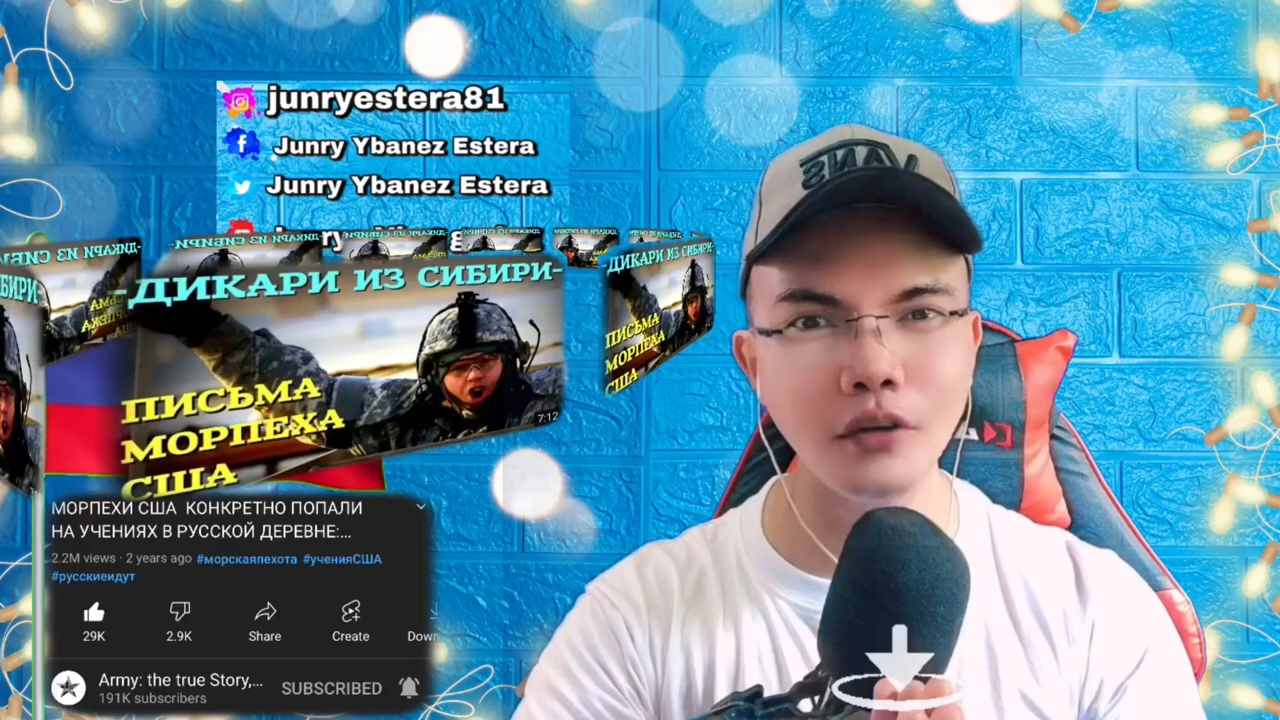 junryestera81
Junry Ybanez Estera
Junry Ybanez Estera
-ДИКАРИ ИЗ СИБИРИ-
ПИСЬМА
МОРПЕХА
США
7:12
-ДИКАРИ ИЗ СИБИРИ-
ПИСЬМА
МОРПЕХА
США
VANS
МОРПЕХИ США КОНКРЕТНО ПОПАЛИ
НА УЧЕНИЯХ В РУССКОЙ ДЕРЕВНЕ:...
2.2M views · 2 years ago #морскаяпехота #ученияСША
#русскиеидут
29K
2.9K
Share
Create
Army: the true Story,...
191K subscribers
SUBSCRIBED